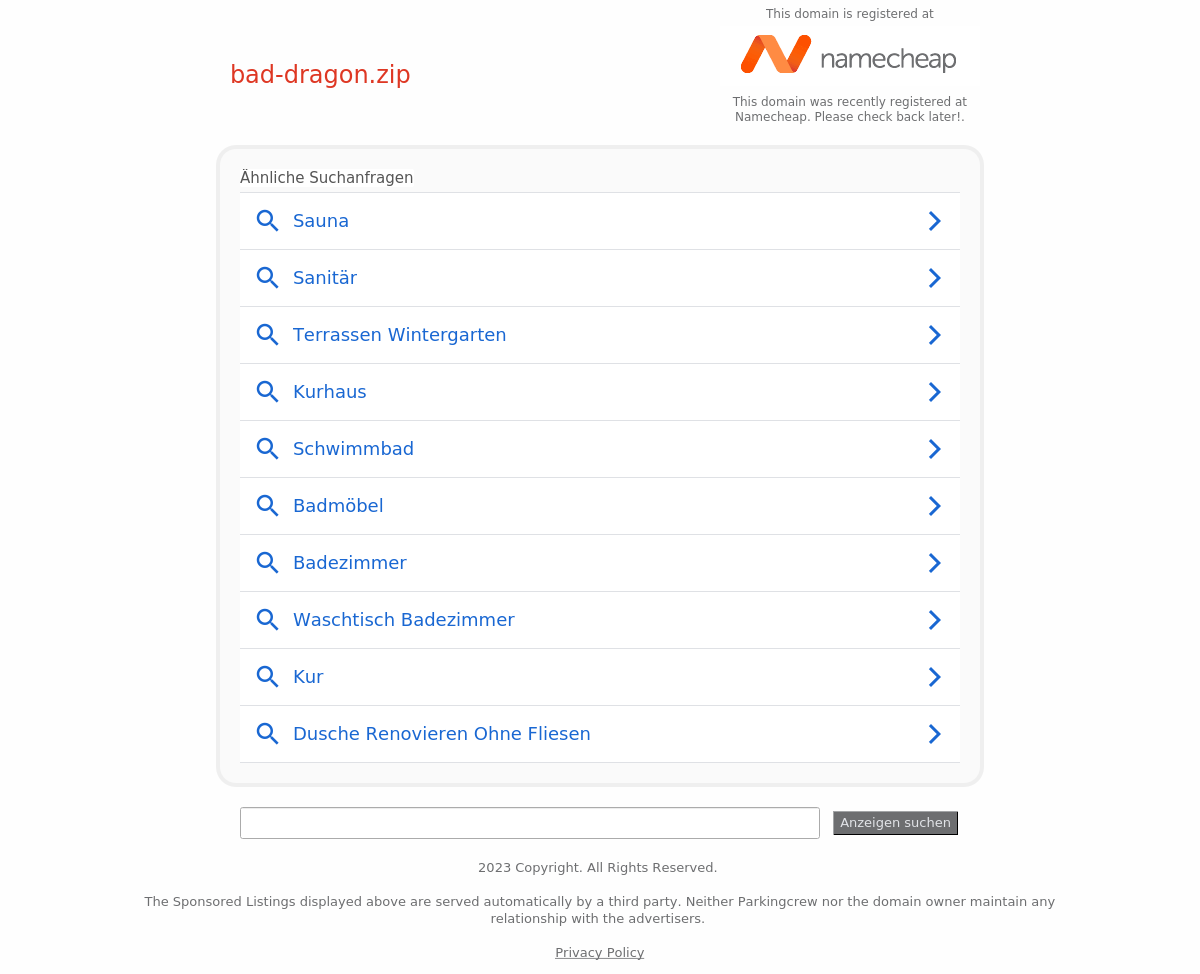 This domain is registered at
namecheap
bad-dragon.zip
This domain was recently registered at
Namecheap. Please check back later!.
Ähnliche Suchanfragen
Sauna
Sanitär
Terrassen Wintergarten
Kurhaus
Schwimmbad
Badmöbel
Badezimmer
Waschtisch Badezimmer
Kur
Dusche Renovieren Ohne Fliesen
Anzeigen suchen
2023 Copyright. All Rights Reserved.
The Sponsored Listings displayed above are served automatically by a third party. Neither Parkingcrew nor the domain owner maintain any
relationship with the advertisers.
Privacy Policy